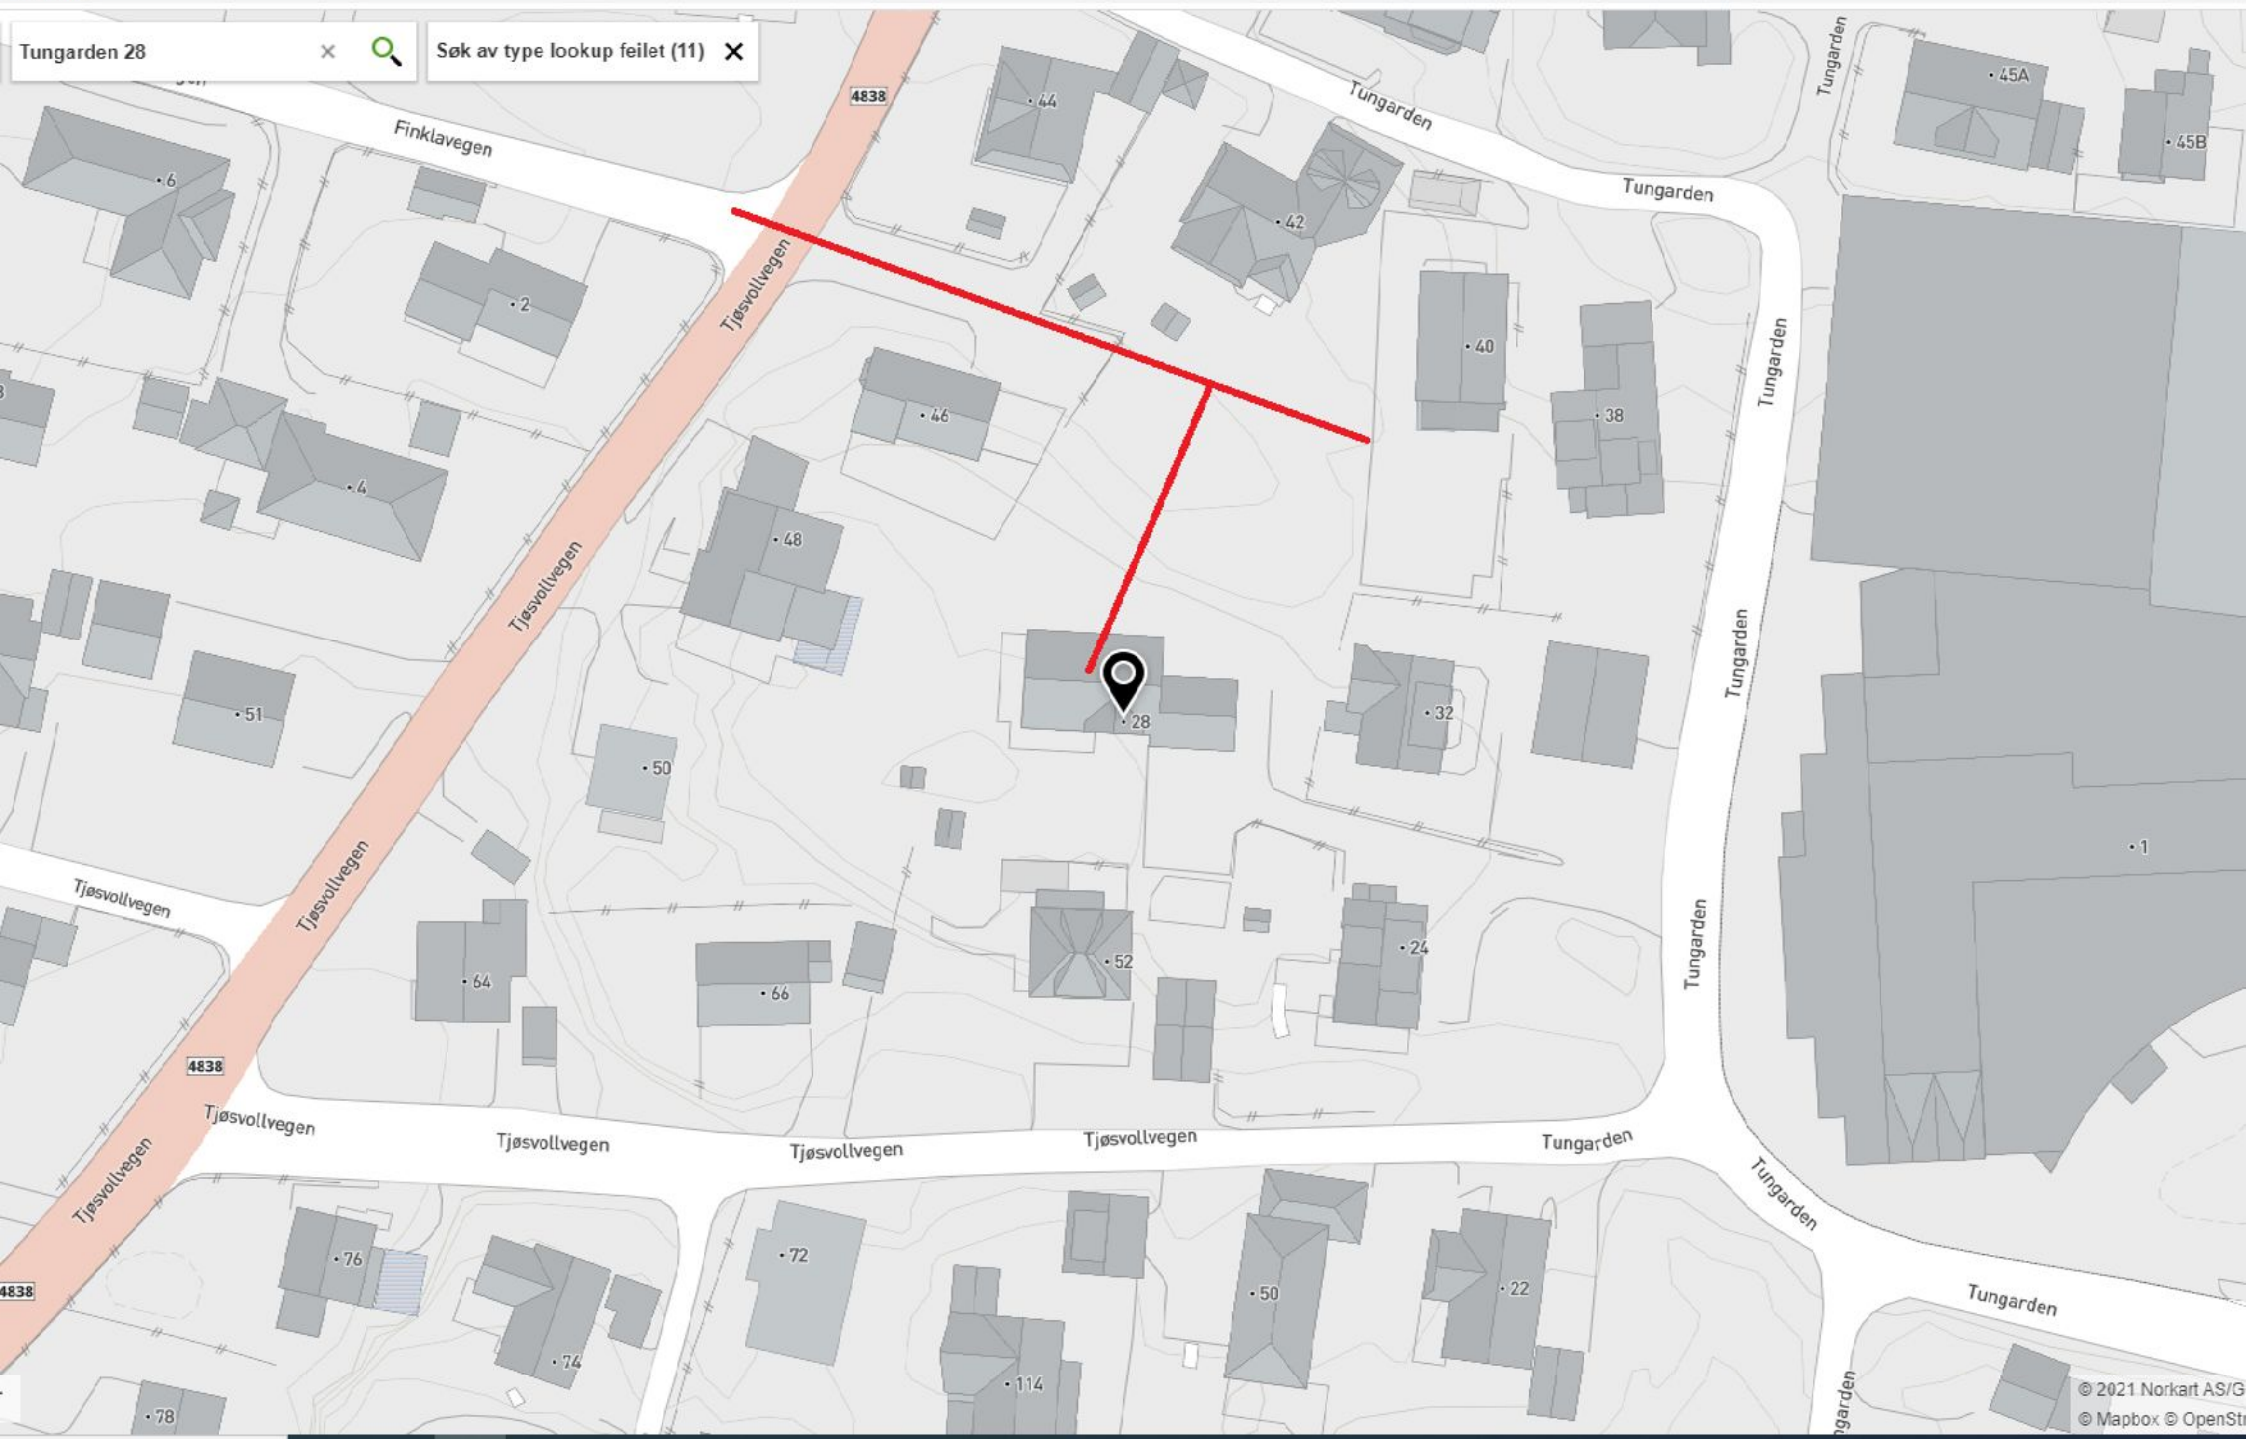 Tungarden 28
Søk av type lookup feilet (11)
4838
Finklavegen
Tungarden
Tungarden
Tungarden
45A
45B
44
6
42
2
40
Tjøsvollvegen
Tungarden
38
46
4
48
Tjøsvollvegen
51
28
32
Tungarden
50
1
Tjøsvollvegen
Tjøsvollvegen
Tungarden
64
66
52
24
4838
Tjøsvollvegen
Tjøsvollvegen
Tjøsvollvegen
Tjøsvollvegen
Tungarden
Tjøsvollvegen
Tungarden
76
72
50
22
4838
Tungarden
74
114
78
© 2021 Norkart AS/G
© Mapbox © OpenStr